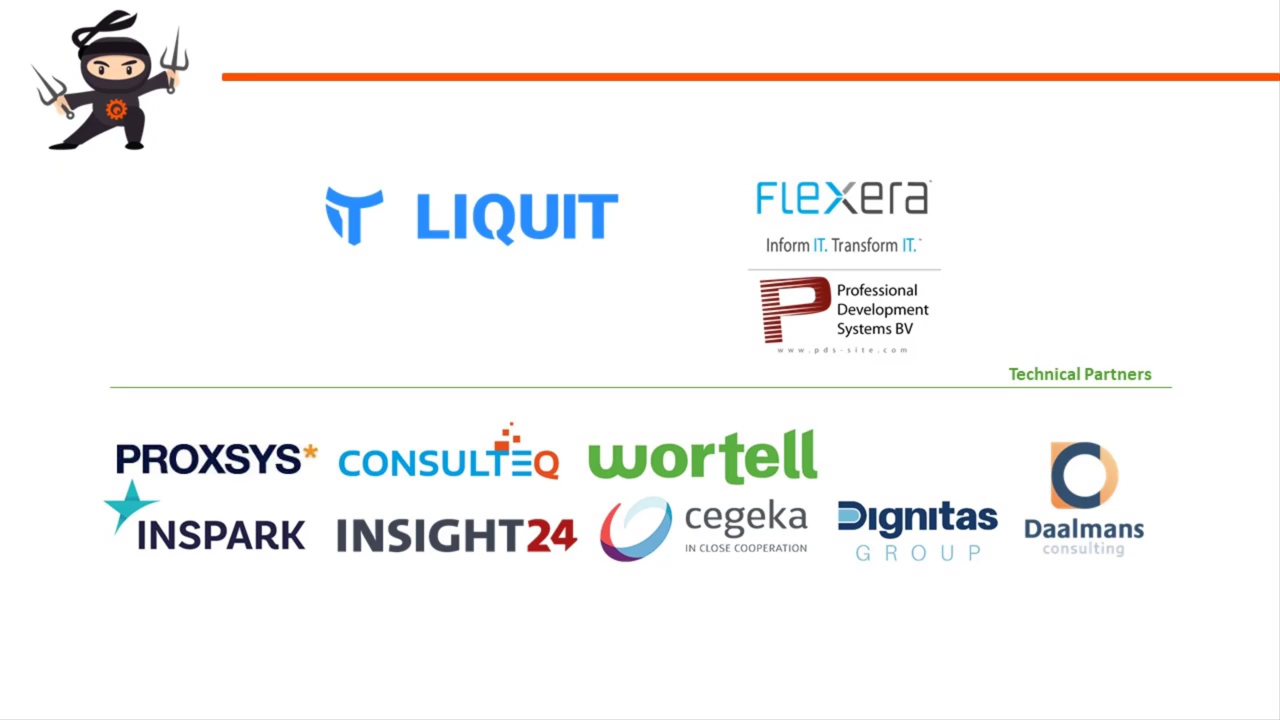 LIQUIT
FLEXera
Inform IT. Transform IT.
Professional
Development
Systems BV
www.pds-site.com
Technical Partners
PROXSYS*
CONSULTEQ
wortell
INSPARK
INSIGHT24
cegeka
IN CLOSE COOPERATION
Dignitas
GROUP
Daalmans
consulting